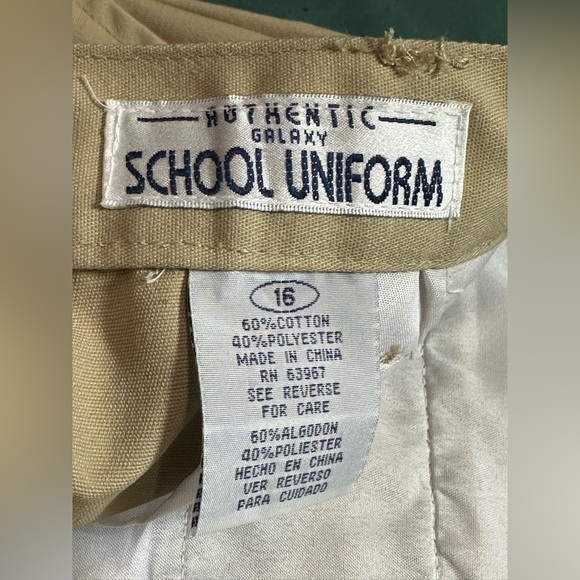 AUTHENTIC
GALAXY
SCHOOL UNIFORM
16
60%COTTON
40%POLYESTER
MADE IN CHINA
RN 63967
SEE REVERSE
FOR CARE
60%ALGODON
40%POLIESTER
HECHO EN CHINA
VER REVERSO
PARA CUIDADO